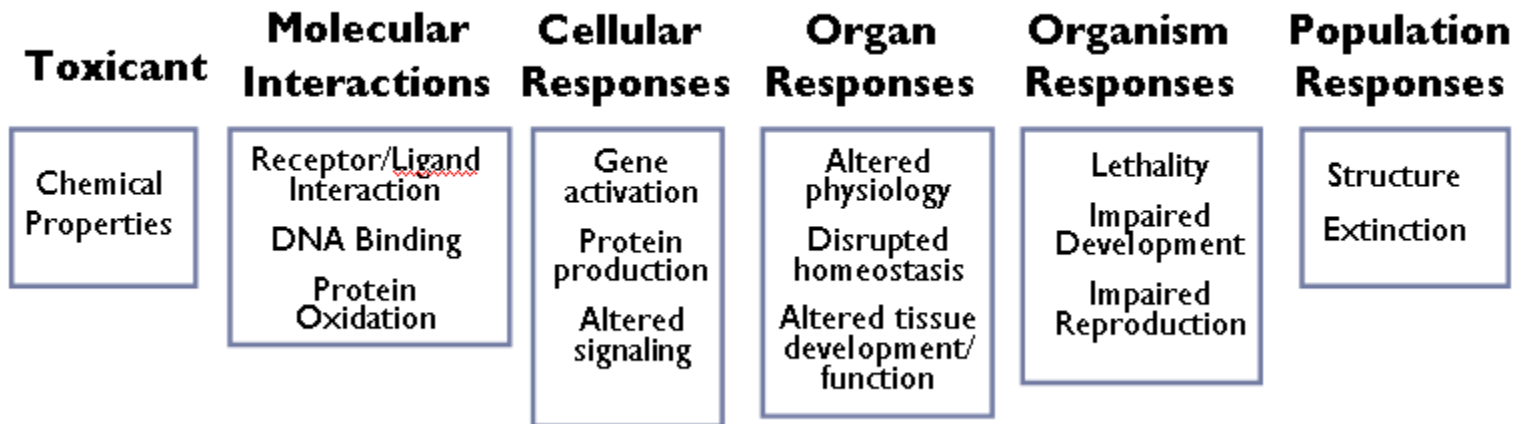 Toxicant
Molecular
Interactions
Cellular
Responses
Organ
Responses
Organism
Responses
Population
Responses
Chemical
Properties
Receptor/Ligand
Interaction
DNA Binding
Protein
Oxidation
Gene
activation
Protein
production
Altered
signaling
Altered
physiology
Disrupted
homeostasis
Altered tissue
development/
function
Lethality
Impaired
Development
Impaired
Reproduction
Structure
Extinction